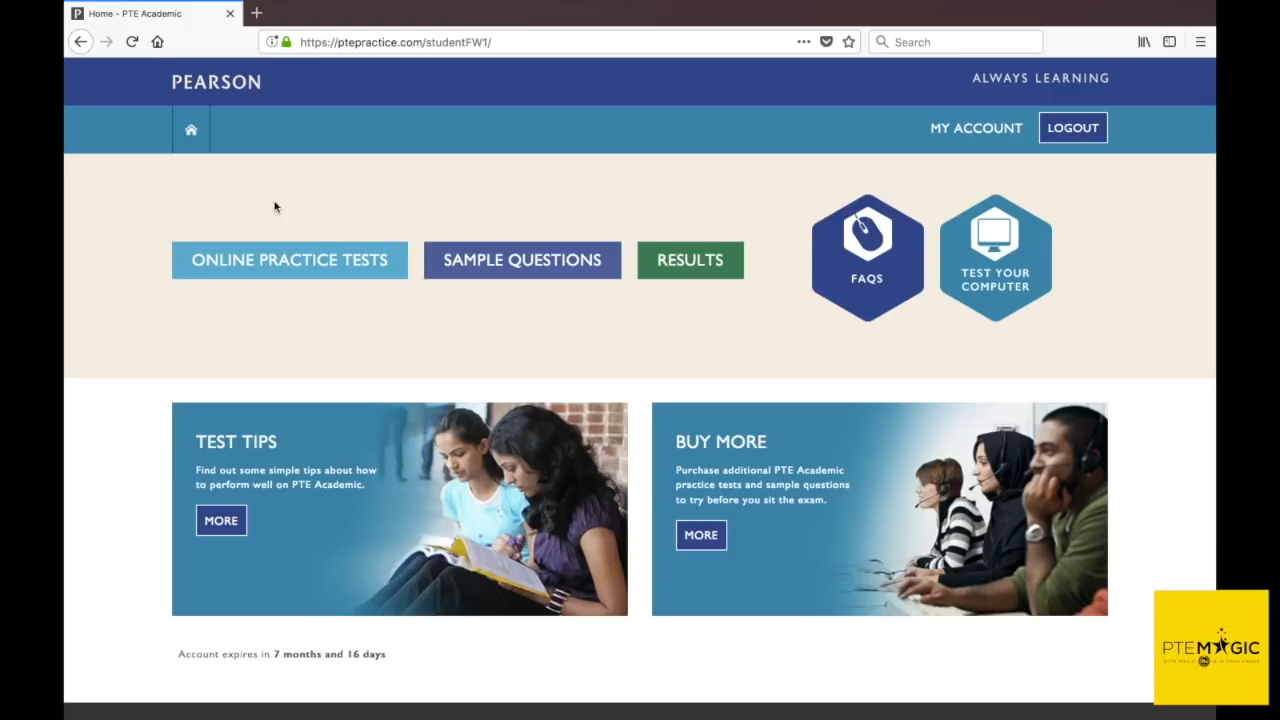 Home - PTE Academic
https://ptepractice.com/studentFW1/
Search
PEARSON
ALWAYS LEARNING
MY ACCOUNT
LOGOUT
ONLINE PRACTICE TESTS
SAMPLE QUESTIONS
RESULTS
FAQS
TEST YOUR
COMPUTER
TEST TIPS
Find out some simple tips about how
to perform well on PTE Academic.
MORE
BUY MORE
Purchase additional PTE Academic
practice tests and sample questions
to try before you sit the exam.
MORE
Account expires in 7 months and 16 days
PTEMAGIC